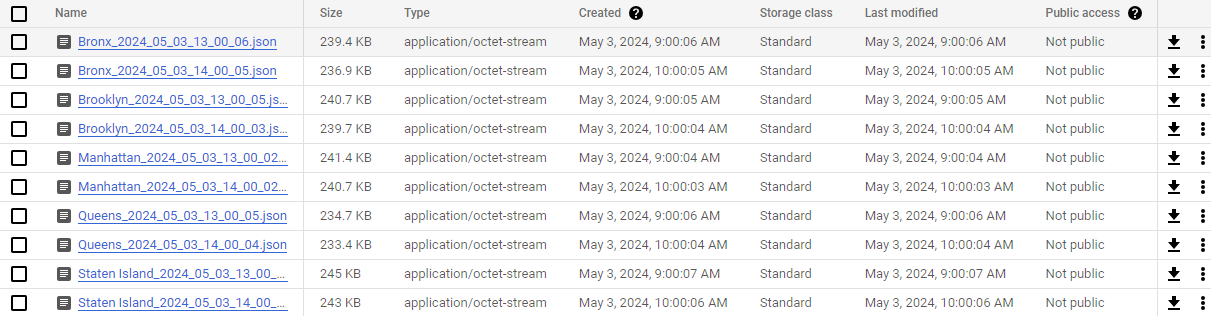 Name Size Type Created ? Storage class Last modified Public access ?
Bronx_2024_05_03_13_00_06.json 239.4 KB application/octet-stream May 3, 2024, 9:00:06 AM Standard May 3, 2024, 9:00:06 AM Not public
Bronx_2024_05_03_14_00_05.json 236.9 KB application/octet-stream May 3, 2024, 10:00:05 AM Standard May 3, 2024, 10:00:05 AM Not public
Brooklyn_2024_05_03_13_00_05.js... 240.7 KB application/octet-stream May 3, 2024, 9:00:05 AM Standard May 3, 2024, 9:00:05 AM Not public
Brooklyn_2024_05_03_14_00_03.js... 239.7 KB application/octet-stream May 3, 2024, 10:00:04 AM Standard May 3, 2024, 10:00:04 AM Not public
Manhattan_2024_05_03_13_00_02... 241.4 KB application/octet-stream May 3, 2024, 9:00:04 AM Standard May 3, 2024, 9:00:04 AM Not public
Manhattan_2024_05_03_14_00_02... 240.7 KB application/octet-stream May 3, 2024, 10:00:03 AM Standard May 3, 2024, 10:00:03 AM Not public
Queens_2024_05_03_13_00_05.json 234.7 KB application/octet-stream May 3, 2024, 9:00:06 AM Standard May 3, 2024, 9:00:06 AM Not public
Queens_2024_05_03_14_00_04.json 233.4 KB application/octet-stream May 3, 2024, 10:00:04 AM Standard May 3, 2024, 10:00:04 AM Not public
Staten Island_2024_05_03_13_00_... 245 KB application/octet-stream May 3, 2024, 9:00:07 AM Standard May 3, 2024, 9:00:07 AM Not public
Staten Island_2024_05_03_14_00_... 243 KB application/octet-stream May 3, 2024, 10:00:06 AM Standard May 3, 2024, 10:00:06 AM Not public